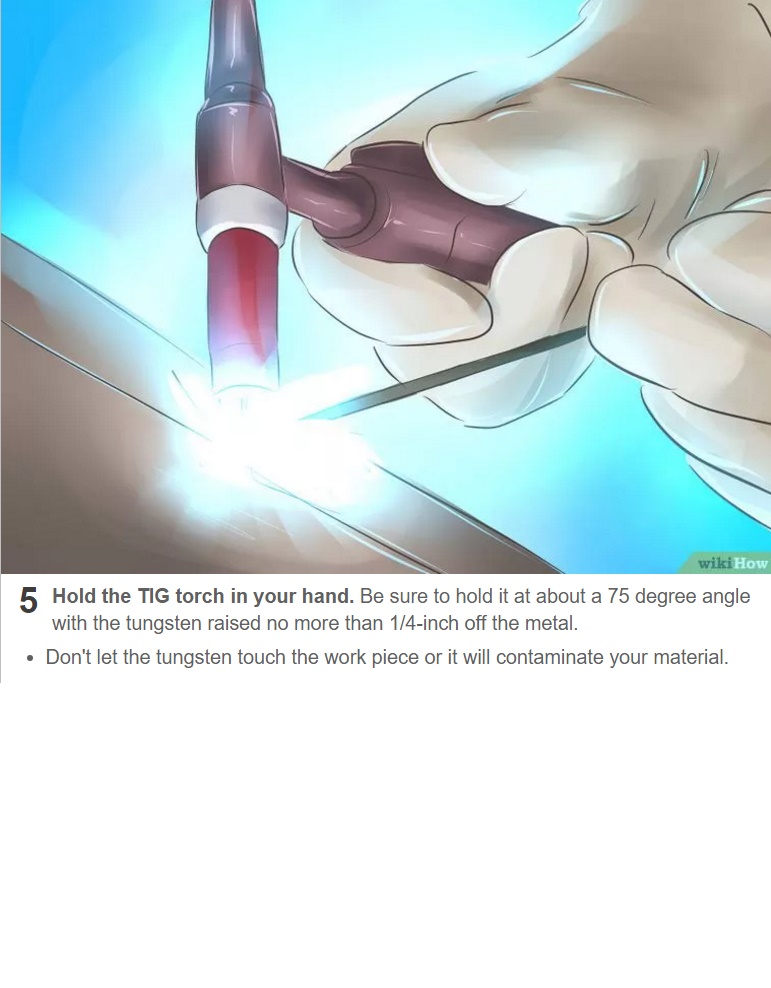 wikiHow
5 Hold the TIG torch in your hand. Be sure to hold it at about a 75 degree angle
with the tungsten raised no more than 1/4-inch off the metal.
• Don't let the tungsten touch the work piece or it will contaminate your material.